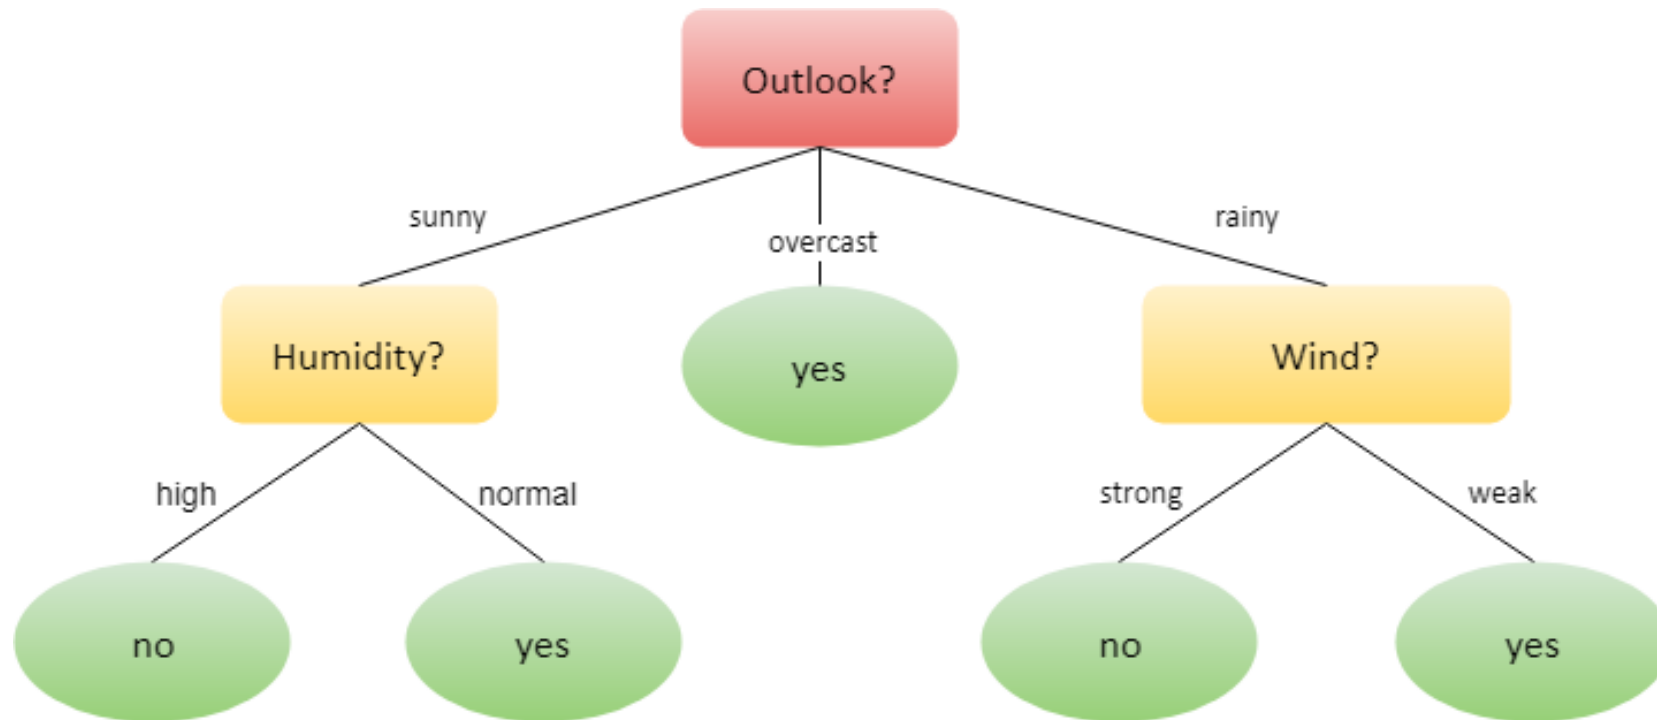 Outlook?
sunny
overcast
rainy
Humidity?
yes
Wind?
high
normal
strong
weak
no
yes
no
yes